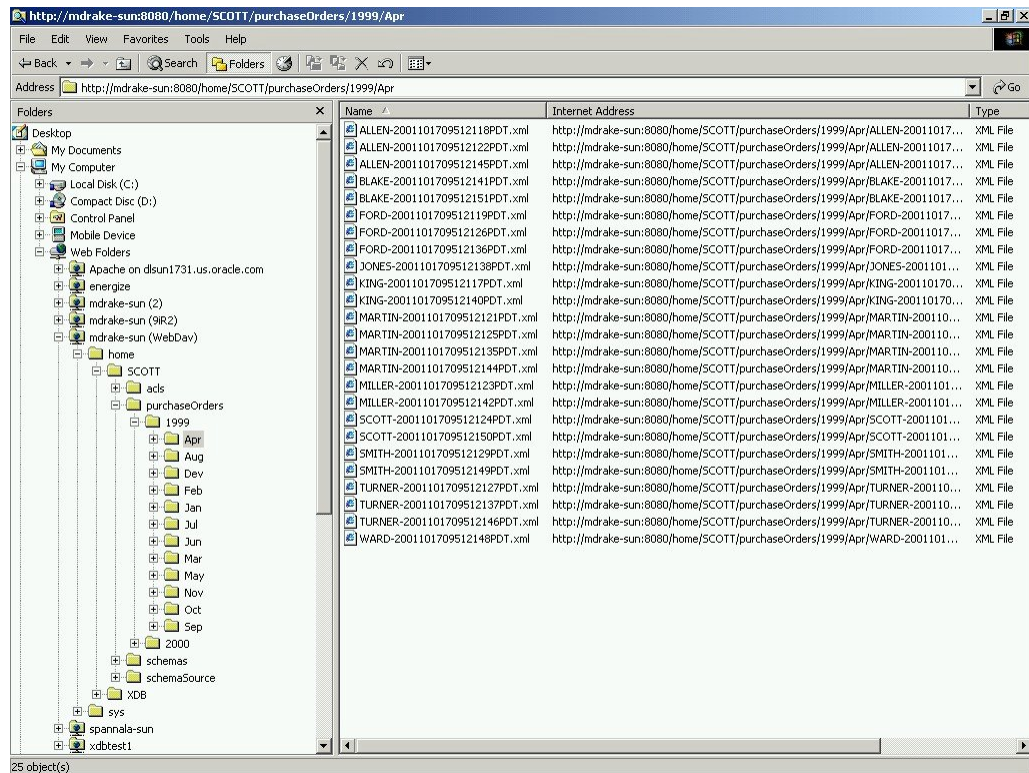 http://mdrake-sun:8080/home/SCOTT/purchaseOrders/1999/Apr
File Edit View Favorites Tools Help
Back Search Folders
Address http://mdrake-sun:8080/home/SCOTT/purchaseOrders/1999/Apr Go
Folders
Desktop
My Documents
My Computer
Local Disk (C:)
Compact Disc (D:)
Control Panel
Mobile Device
Web Folders
Apache on dlsun1731.us.oracle.com
energize
mdrake-sun (2)
mdrake-sun (9iR2)
mdrake-sun (WebDav)
home
SCOTT
acls
purchaseOrders
1999
Apr
Aug
Dev
Feb
Jan
Jul
Jun
Mar
May
Nov
Oct
Sep
2000
schemas
schemaSource
XDB
sys
spannala-sun
xdbtest1
Name Internet Address Type
ALLEN-2001101709512118PDT.xml http://mdrake-sun:8080/home/SCOTT/purchaseOrders/1999/Apr/ALLEN-20011017... XML File
ALLEN-2001101709512122PDT.xml http://mdrake-sun:8080/home/SCOTT/purchaseOrders/1999/Apr/ALLEN-20011017... XML File
ALLEN-2001101709512145PDT.xml http://mdrake-sun:8080/home/SCOTT/purchaseOrders/1999/Apr/ALLEN-20011017... XML File
BLAKE-2001101709512141PDT.xml http://mdrake-sun:8080/home/SCOTT/purchaseOrders/1999/Apr/BLAKE-20011017... XML File
BLAKE-2001101709512151PDT.xml http://mdrake-sun:8080/home/SCOTT/purchaseOrders/1999/Apr/BLAKE-20011017... XML File
FORD-2001101709512119PDT.xml http://mdrake-sun:8080/home/SCOTT/purchaseOrders/1999/Apr/FORD-20011017... XML File
FORD-2001101709512126PDT.xml http://mdrake-sun:8080/home/SCOTT/purchaseOrders/1999/Apr/FORD-20011017... XML File
FORD-2001101709512136PDT.xml http://mdrake-sun:8080/home/SCOTT/purchaseOrders/1999/Apr/FORD-20011017... XML File
JONES-2001101709512138PDT.xml http://mdrake-sun:8080/home/SCOTT/purchaseOrders/1999/Apr/JONES-2001101... XML File
KING-2001101709512117PDT.xml http://mdrake-sun:8080/home/SCOTT/purchaseOrders/1999/Apr/KING-200110170... XML File
KING-2001101709512140PDT.xml http://mdrake-sun:8080/home/SCOTT/purchaseOrders/1999/Apr/KING-200110170... XML File
MARTIN-2001101709512121PDT.xml http://mdrake-sun:8080/home/SCOTT/purchaseOrders/1999/Apr/MARTIN-200110... XML File
MARTIN-2001101709512125PDT.xml http://mdrake-sun:8080/home/SCOTT/purchaseOrders/1999/Apr/MARTIN-200110... XML File
MARTIN-2001101709512135PDT.xml http://mdrake-sun:8080/home/SCOTT/purchaseOrders/1999/Apr/MARTIN-200110... XML File
MARTIN-2001101709512144PDT.xml http://mdrake-sun:8080/home/SCOTT/purchaseOrders/1999/Apr/MARTIN-200110... XML File
MILLER-2001101709512123PDT.xml http://mdrake-sun:8080/home/SCOTT/purchaseOrders/1999/Apr/MILLER-2001101... XML File
MILLER-2001101709512142PDT.xml http://mdrake-sun:8080/home/SCOTT/purchaseOrders/1999/Apr/MILLER-2001101... XML File
SCOTT-2001101709512124PDT.xml http://mdrake-sun:8080/home/SCOTT/purchaseOrders/1999/Apr/SCOTT-2001101... XML File
SCOTT-2001101709512150PDT.xml http://mdrake-sun:8080/home/SCOTT/purchaseOrders/1999/Apr/SCOTT-2001101... XML File
SMITH-2001101709512129PDT.xml http://mdrake-sun:8080/home/SCOTT/purchaseOrders/1999/Apr/SMITH-2001101... XML File
SMITH-2001101709512149PDT.xml http://mdrake-sun:8080/home/SCOTT/purchaseOrders/1999/Apr/SMITH-2001101... XML File
TURNER-2001101709512127PDT.xml http://mdrake-sun:8080/home/SCOTT/purchaseOrders/1999/Apr/TURNER-200110... XML File
TURNER-2001101709512137PDT.xml http://mdrake-sun:8080/home/SCOTT/purchaseOrders/1999/Apr/TURNER-200110... XML File
TURNER-2001101709512146PDT.xml http://mdrake-sun:8080/home/SCOTT/purchaseOrders/1999/Apr/TURNER-200110... XML File
WARD-2001101709512148PDT.xml http://mdrake-sun:8080/home/SCOTT/purchaseOrders/1999/Apr/WARD-2001101... XML File
25 object(s)